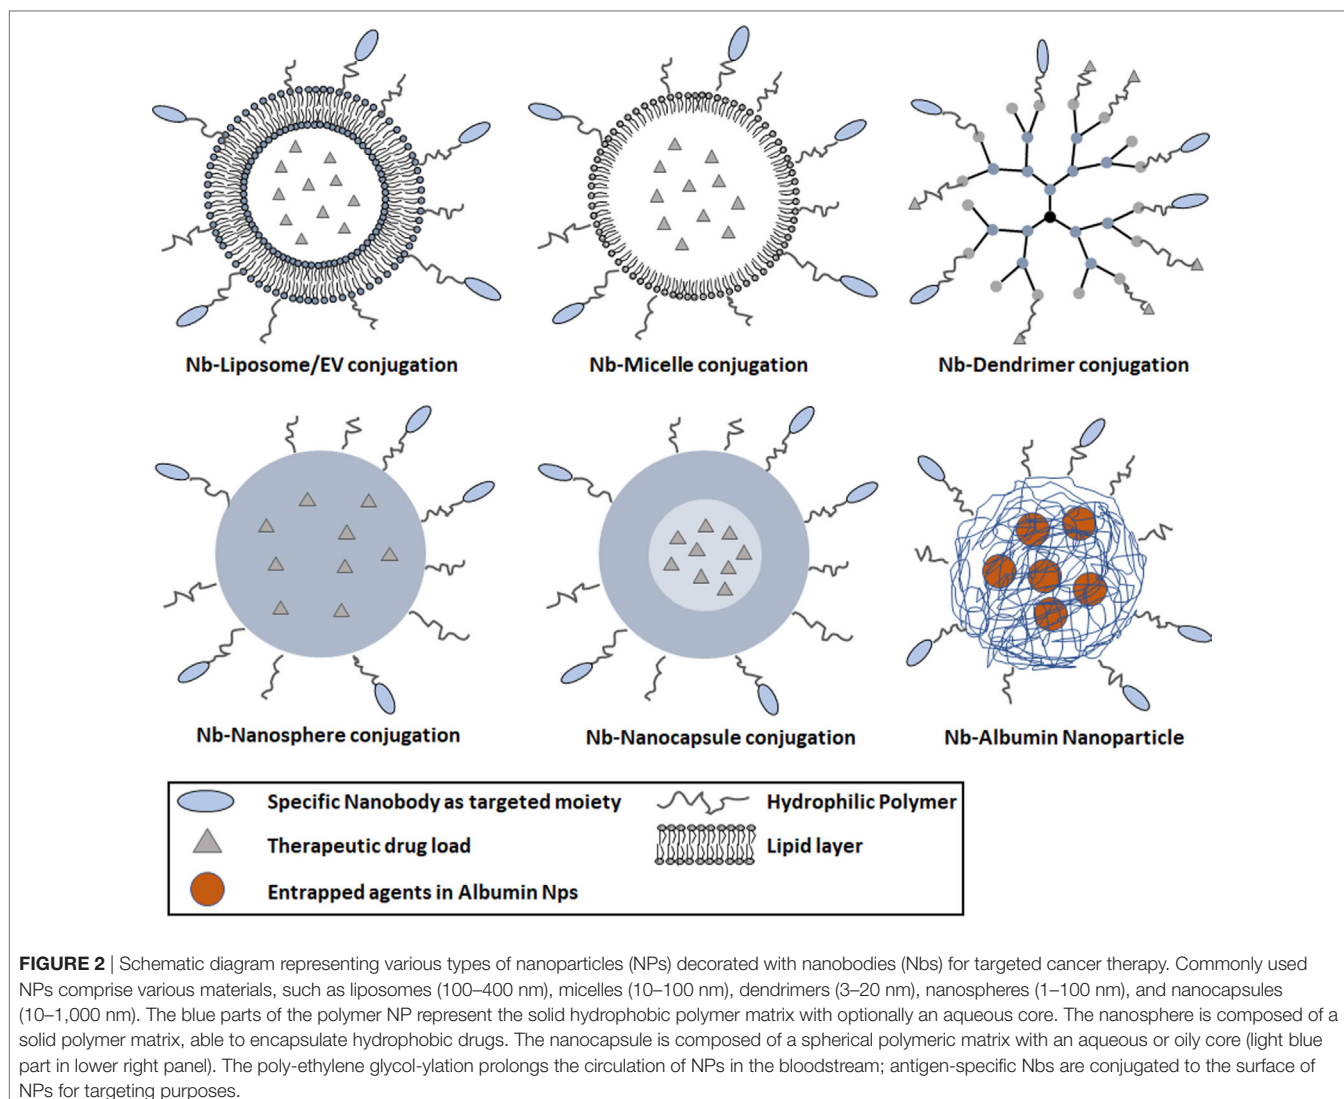 Nb-Liposome/EV conjugation
Nb-Micelle conjugation
Nb-Dendrimer conjugation
Nb-Nanosphere conjugation
Nb-Nanocapsule conjugation
Nb-Albumin Nanoparticle
Specific Nanobody as targeted moiety
Hydrophilic Polymer
Therapeutic drug load
Lipid layer
Entrapped agents in Albumin Nps
FIGURE 2 | Schematic diagram representing various types of nanoparticles (NPs) decorated with nanobodies (Nbs) for targeted cancer therapy. Commonly used
NPs comprise various materials, such as liposomes (100–400 nm), micelles (10–100 nm), dendrimers (3–20 nm), nanospheres (1–100 nm), and nanocapsules
(10–1,000 nm). The blue parts of the polymer NP represent the solid hydrophobic polymer matrix with optionally an aqueous core. The nanosphere is composed of a
solid polymer matrix, able to encapsulate hydrophobic drugs. The nanocapsule is composed of a spherical polymeric matrix with an aqueous or oily core (light blue
part in lower right panel). The poly-ethylene glycol-ylation prolongs the circulation of NPs in the bloodstream; antigen-specific Nbs are conjugated to the surface of
NPs for targeting purposes.